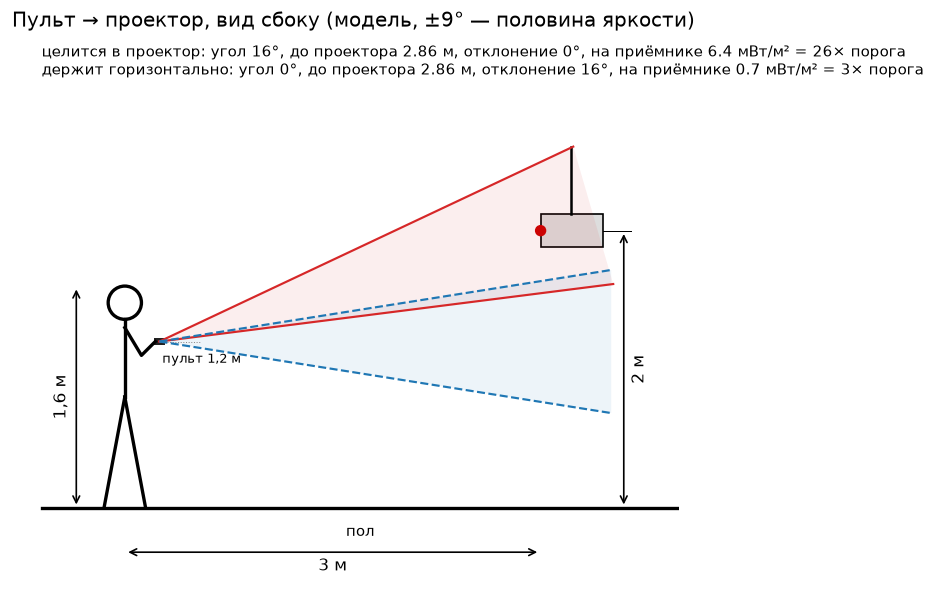 Пульт → проектор, вид сбоку (модель, ±9° — половина яркости)
целится в проектор: угол 16°, до проектора 2.86 м, отклонение 0°, на приёмнике 6.4 мВт/м² = 26× порога
держит горизонтально: угол 0°, до проектора 2.86 м, отклонение 16°, на приёмнике 0.7 мВт/м² = 3× порога
пульт 1,2 м
1,6 м
2 м
пол
3 м